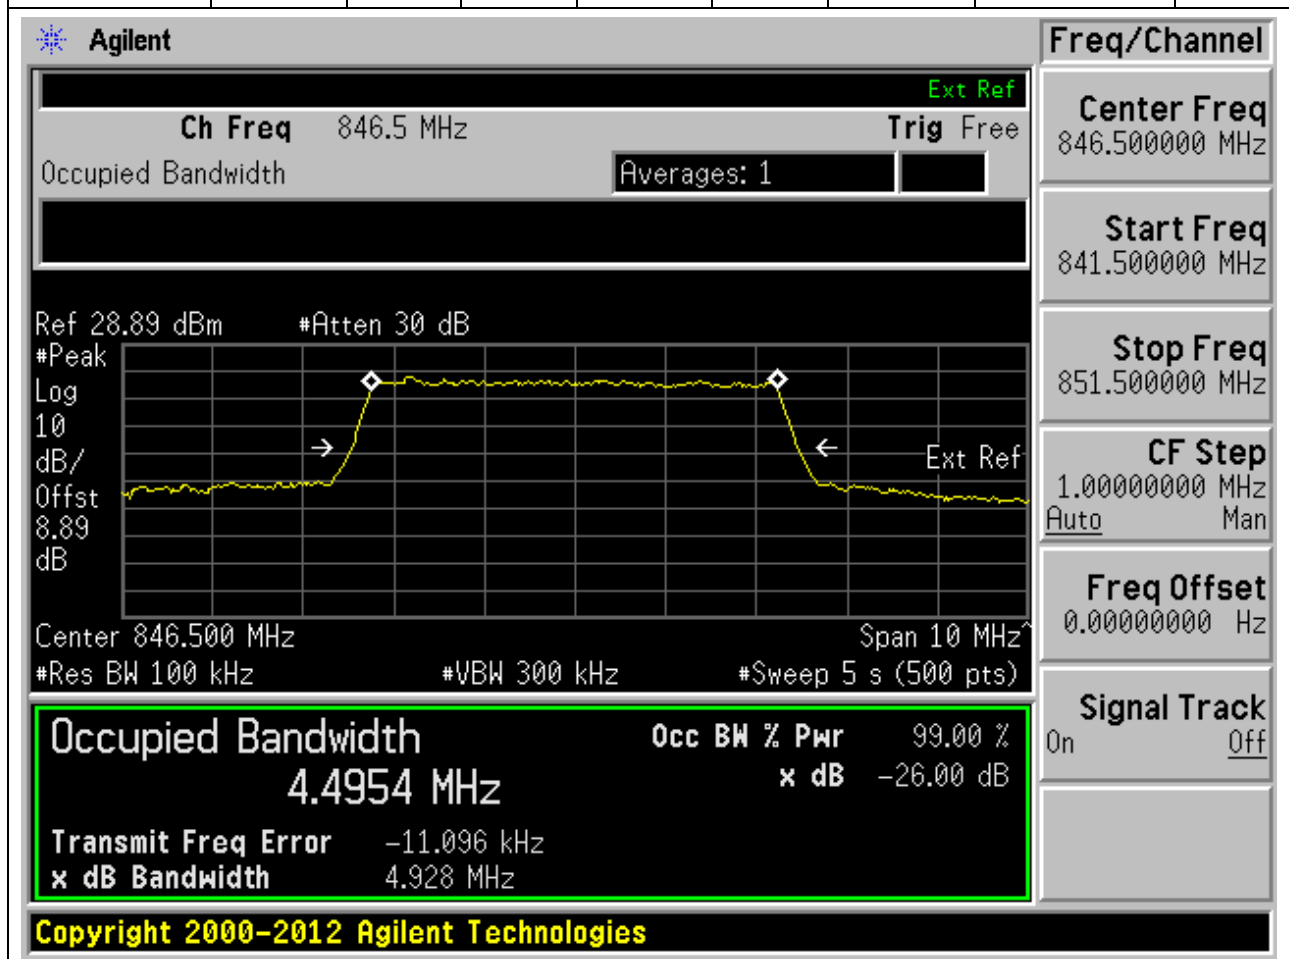 Agilent
Freq/Channel
Ext Ref
Ch Freq 846.5 MHz Trig Free
Occupied Bandwidth Averages: 1
Center Freq
846.500000 MHz
Start Freq
841.500000 MHz
Stop Freq
851.500000 MHz
CF Step
1.00000000 MHz
Auto Man
Freq Offset
0.00000000 Hz
Signal Track
On Off
Ref 28.89 dBm #Atten 30 dB
#Peak
Log
10
dB/
Offst
8.89
dB
Ext Ref
Center 846.500 MHz Span 10 MHz^
#Res BW 100 kHz #VBW 300 kHz #Sweep 5 s (500 pts)
Occupied Bandwidth Occ BW % Pwr 99.00 %
4.4954 MHz x dB -26.00 dB
Transmit Freq Error -11.096 kHz
x dB Bandwidth 4.928 MHz
Copyright 2000-2012 Agilent Technologies